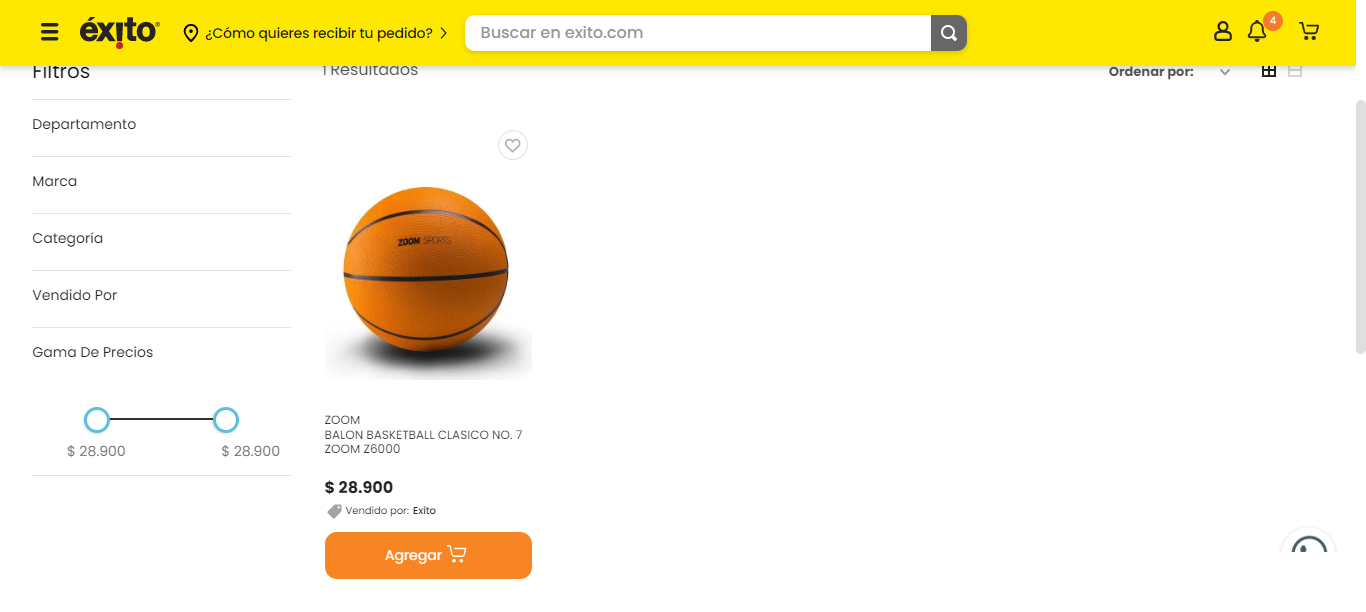 éxito
¿Cómo quieres recibir tu pedido?
Buscar en exito.com
4
Filtros
1 Resultados
Ordenar por:
Departamento
Marca
Categoría
Vendido Por
Gama De Precios
$ 28.900
$ 28.900
ZOOM SPORTS
ZOOM
BALON BASKETBALL CLASICO NO. 7
ZOOM Z6000
$ 28.900
Vendido por: Exito
Agregar